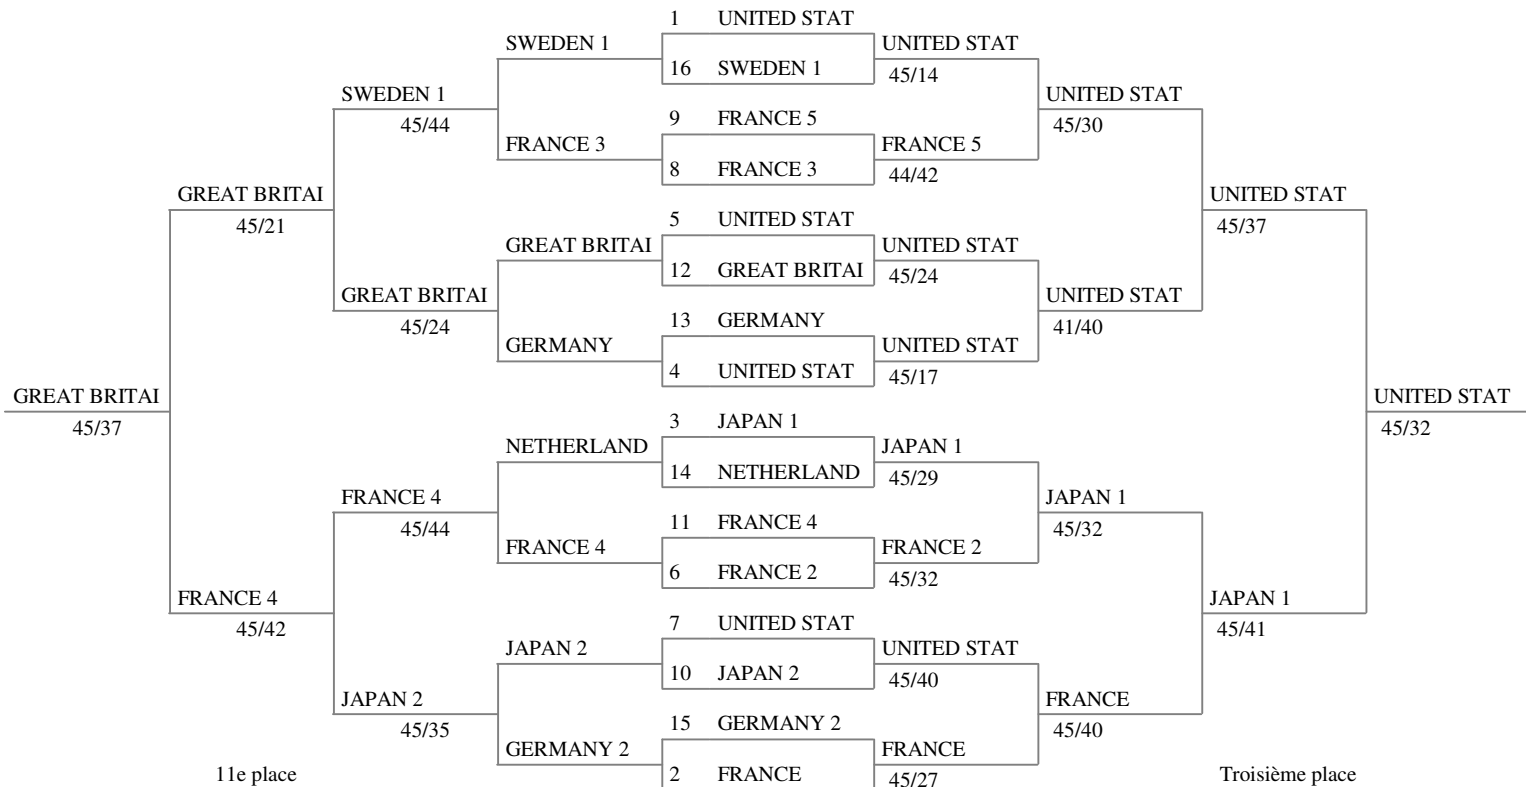 1 UNITED STAT
SWEDEN 1 UNITED STAT
16 SWEDEN 1 45/14
SWEDEN 1 UNITED STAT
45/44 9 FRANCE 5 45/30
FRANCE 3 FRANCE 5
8 FRANCE 3 44/42
GREAT BRITAI UNITED STAT
45/21 5 UNITED STAT 45/37
GREAT BRITAI UNITED STAT
12 GREAT BRITAI 45/24
GREAT BRITAI UNITED STAT
45/24 13 GERMANY 41/40
GERMANY UNITED STAT
4 UNITED STAT 45/17
GREAT BRITAI UNITED STAT
45/37 3 JAPAN 1 45/32
NETHERLAND JAPAN 1
14 NETHERLAND 45/29
FRANCE 4 JAPAN 1
45/44 11 FRANCE 4 45/32
FRANCE 4 FRANCE 2
6 FRANCE 2 45/32
FRANCE 4 JAPAN 1
45/42 7 UNITED STAT 45/41
JAPAN 2 UNITED STAT
10 JAPAN 2 45/40
JAPAN 2 FRANCE
45/35 15 GERMANY 2 45/40
GERMANY 2 FRANCE
11e place 2 FRANCE 45/27 Troisième place